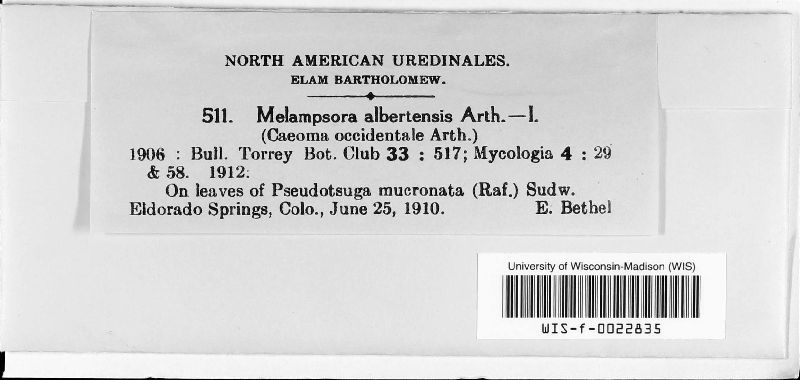 NORTH AMERICAN UREDINALES.
ELAM BARTHOLOMEW.
511. Melampsora albertensis Arth.—I.
(Caeoma occidentale Arth.)
1906 : Bull. Torrey Bot. Club 33 : 517; Mycologia 4 : 29
& 58. 1912.
On leaves of Pseudotsuga mucronata (Raf.) Sudw.
Eldorado Springs, Colo., June 25, 1910. E. Bethel
University of Wisconsin-Madison (WIS)
WIS-f-0022835